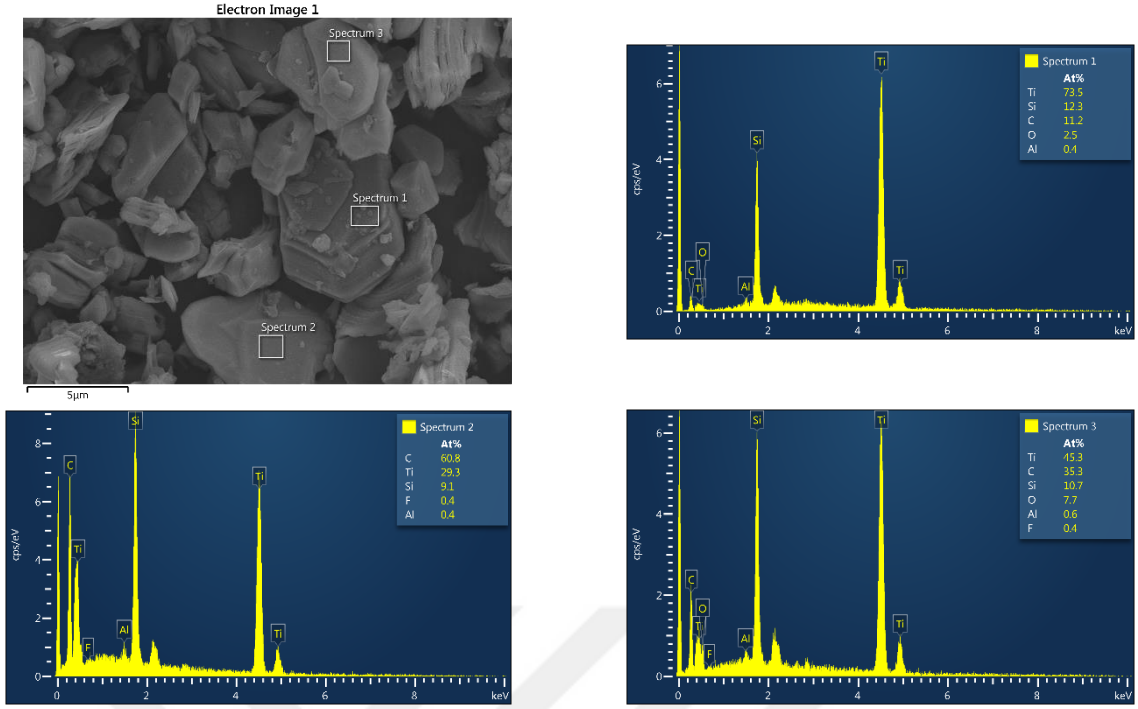 Electron Image 1
Spectrum 3
Spectrum 1
Spectrum 2
5µm
Spectrum 1
At%
Ti 73.5
Si 12.3
C 11.2
O 2.5
Al 0.4
cps/eV
6
4
2
0
Ti
Si
O
C
Al
Ti
0 2 4 6 8 keV
Spectrum 2
At%
C 60.8
Ti 29.3
Si 9.1
F 0.4
Al 0.4
cps/eV
8
6
4
2
0
Si
C
Ti
Ti
Al
F
Ti
0 2 4 6 8 keV
Spectrum 3
At%
Ti 45.3
C 35.3
Si 10.7
O 7.7
Al 0.6
F 0.4
cps/eV
6
4
2
0
Si
Ti
C
O
Al
F
Ti
0 2 4 6 8 keV